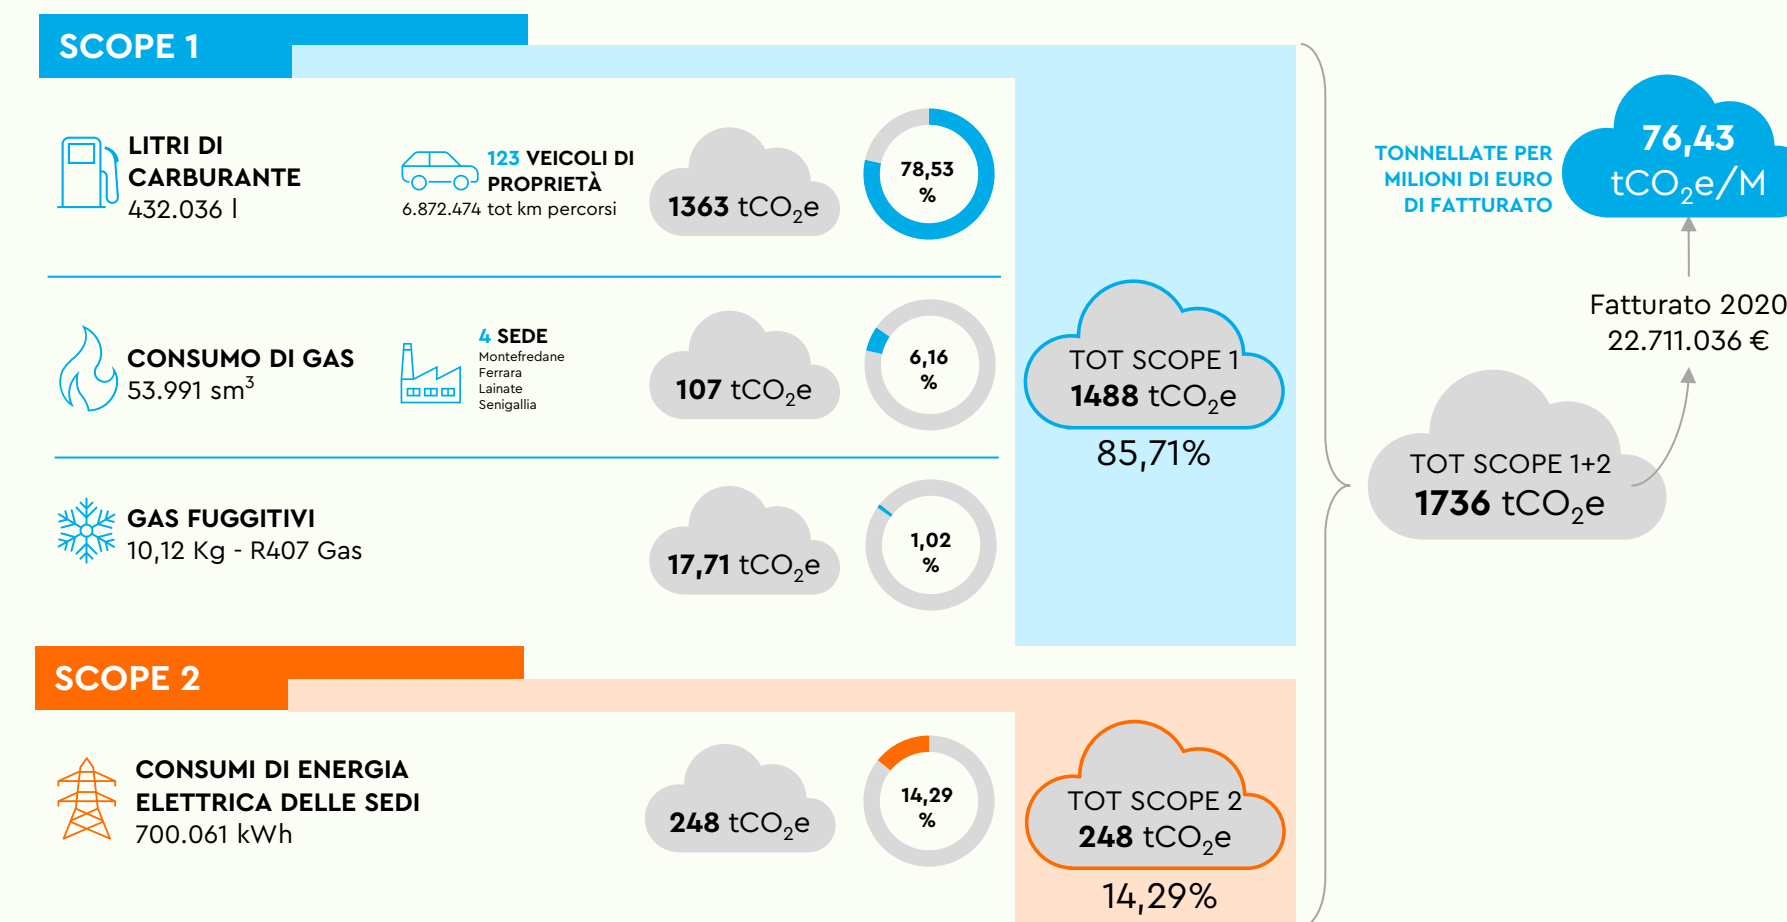 SCOPE 1
LITRI DI
CARBURANTE
432.036 l
123 VEICOLI DI
PROPRIETÀ
6.872.474 tot km percorsi
1363 tCO₂e
78,53
%
CONSUMO DI GAS
53.991 sm³
4 SEDE
Montefredane
Ferrara
Lainate
Senigallia
107 tCO₂e
6,16
%
GAS FUGGITIVI
10,12 Kg - R407 Gas
17,71 tCO₂e
1,02
%
TOT SCOPE 1
1488 tCO₂e
85,71%
SCOPE 2
CONSUMI DI ENERGIA
ELETTRICA DELLE SEDI
700.061 kWh
248 tCO₂e
14,29
%
TOT SCOPE 2
248 tCO₂e
14,29%
TONNELLATE PER
MILIONI DI EURO
DI FATTURATO
76,43
tCO₂e/M
Fatturato 2020
22.711.036 €
TOT SCOPE 1+2
1736 tCO₂e